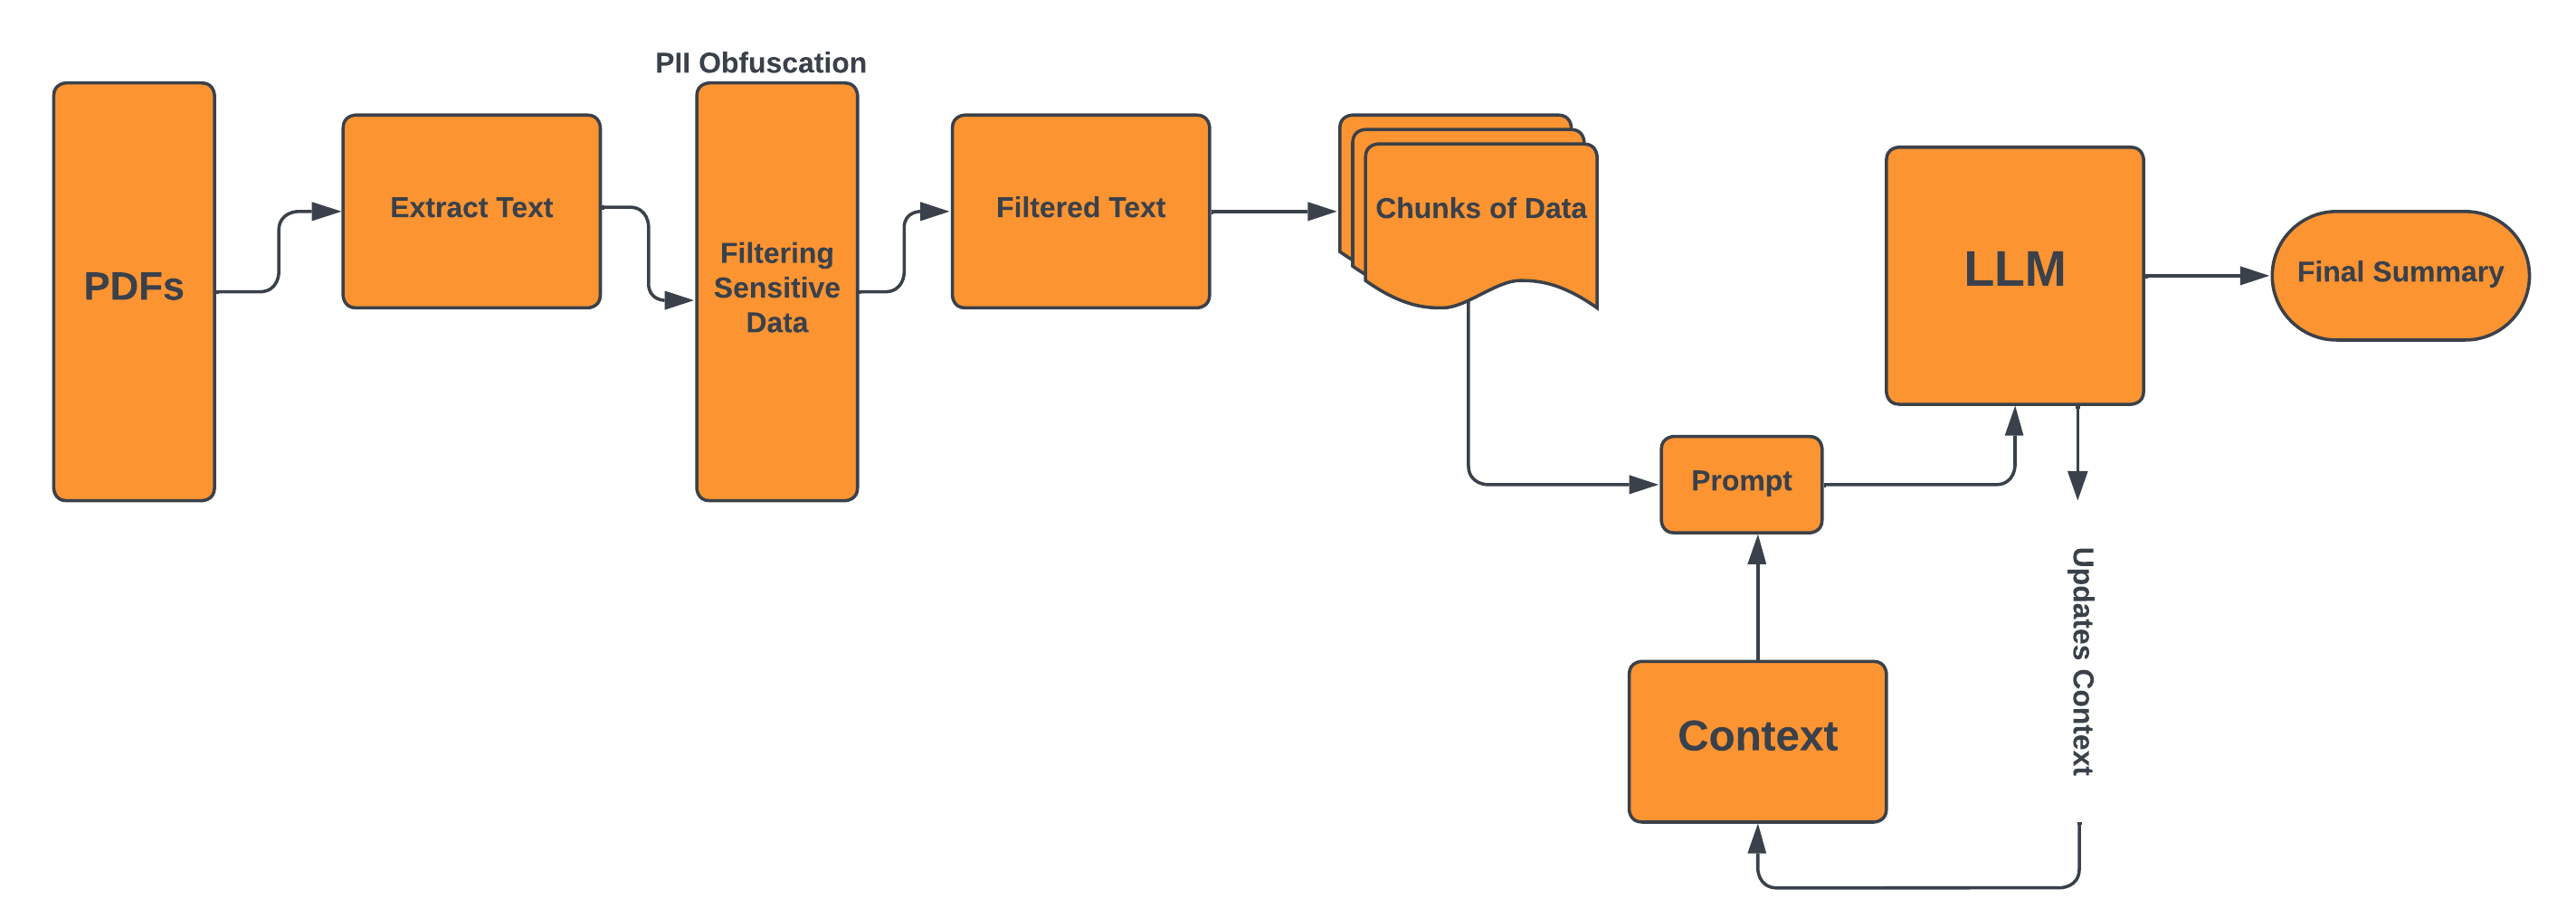 PII Obfuscation
PDFs
Extract Text
Filtering
Sensitive
Data
Filtered Text
Chunks of Data
LLM
Final Summary
Prompt
Updates Context
Context